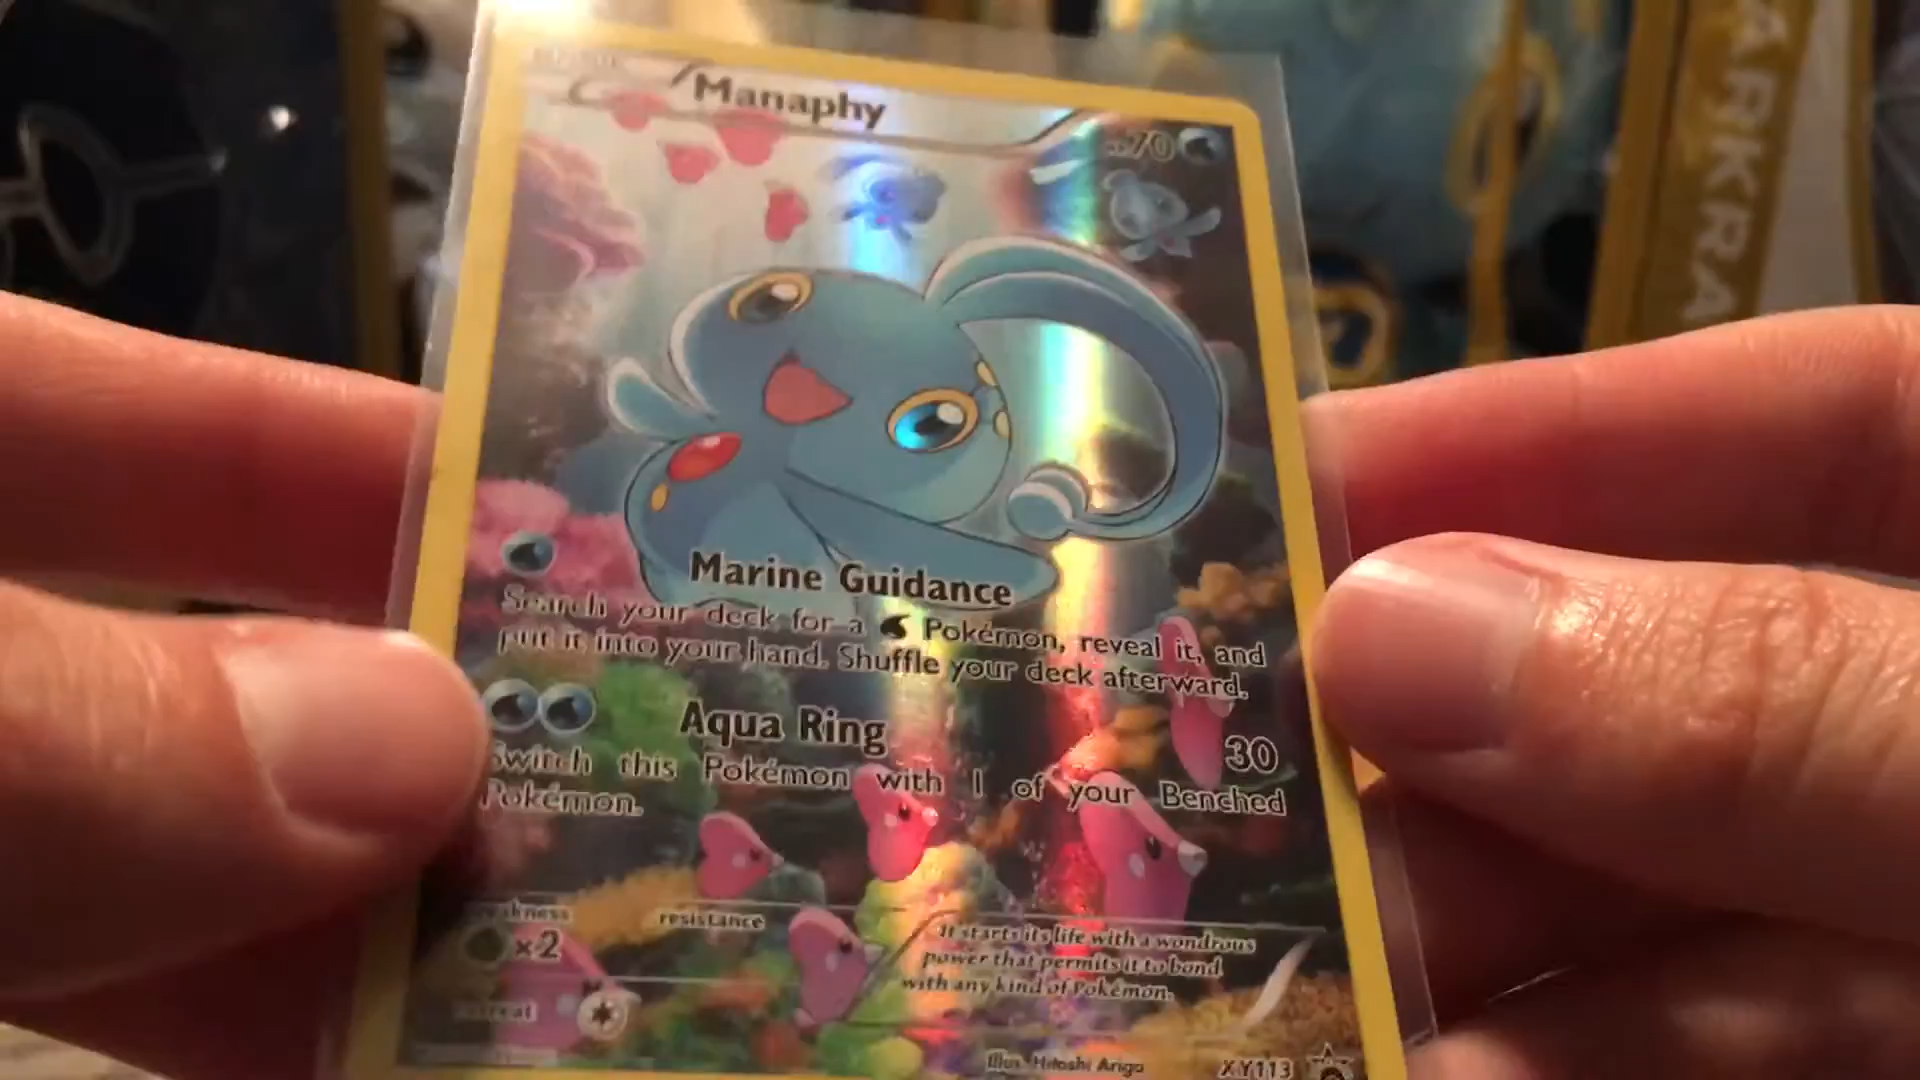 Manaphy
70
Marine Guidance
Search your deck for a Pokémon, reveal it, and
put it into your hand. Shuffle your deck afterward.
Aqua Ring
30
Switch this Pokémon with 1 of your Benched
Pokémon.
weakness
resistance
×2
retreat
It starts its life with a wondrous
power that permits it to bond
with any kind of Pokémon.
Illus. Hitoshi Ariga
XY113
ARKRA